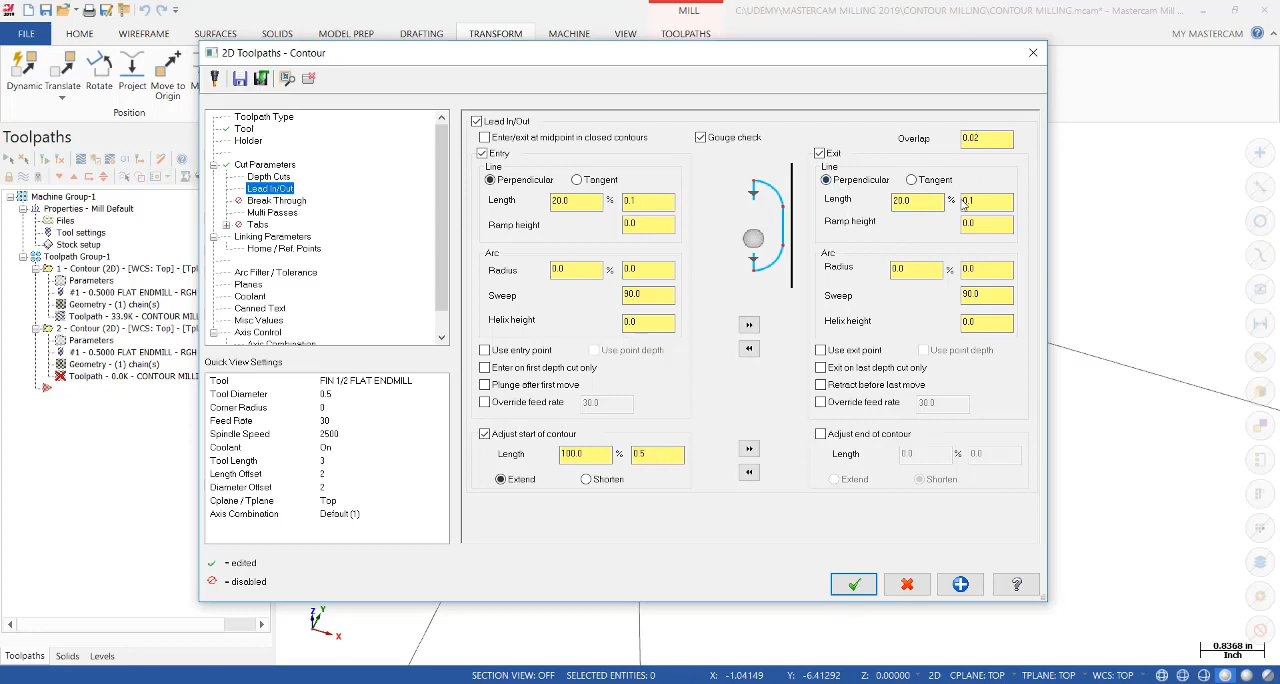 2019
MILL
C:\UDEMY\MASTERCAM MILLING 2019\CONTOUR MILLING\CONTOUR MILLING.mcam* - Mastercam Mill ...
FILE HOME WIREFRAME SURFACES SOLIDS MODEL PREP DRAFTING TRANSFORM MACHINE VIEW TOOLPATHS MY MASTERCAM
2D Toolpaths - Contour
Dynamic Translate Rotate Project Move to Origin
Position
Toolpaths
G1
Machine Group-1
Properties - Mill Default
Files
Tool settings
Stock setup
Toolpath Group-1
1 - Contour (2D) - [WCS: Top] - [Tpl
Parameters
#1 - 0.5000 FLAT ENDMILL - RGH
Geometry - (1) chain(s)
Toolpath - 33.9K - CONTOUR MIL
2 - Contour (2D) - [WCS: Top] - [Tpl
Parameters
#1 - 0.5000 FLAT ENDMILL - RGH
Geometry - (1) chain(s)
Toolpath - 0.0K - CONTOUR MILL
Toolpath Type
Tool
Holder
Cut Parameters
Depth Cuts
Lead In/Out
Break Through
Multi Passes
Tabs
Linking Parameters
Home / Ref. Points
Arc Filter / Tolerance
Planes
Coolant
Canned Text
Misc Values
Axis Control
Axis Combination
Quick View Settings
Tool FIN 1/2 FLAT ENDMILL
Tool Diameter 0.5
Corner Radius 0
Feed Rate 30
Spindle Speed 2500
Coolant On
Tool Length 3
Length Offset 2
Diameter Offset 2
Cplane / Tplane Top
Axis Combination Default (1)
= edited
= disabled
Lead In/Out
Enter/exit at midpoint in closed contours Gouge check Overlap 0.02
Entry
Line
Perpendicular Tangent
Length 20.0 % 0.1
Ramp height 0.0
Arc
Radius 0.0 % 0.0
Sweep 90.0
Helix height 0.0
Use entry point Use point depth
Enter on first depth cut only
Plunge after first move
Override feed rate 30.0
Adjust start of contour
Length 100.0 % 0.5
Extend Shorten
Exit
Line
Perpendicular Tangent
Length 20.0 % 0.1
Ramp height 0.0
Arc
Radius 0.0 % 0.0
Sweep 90.0
Helix height 0.0
Use exit point Use point depth
Exit on last depth cut only
Retract before last move
Override feed rate 30.0
Adjust end of contour
Length 0.0 % 0.0
Extend Shorten
Z Y X
0.8368 in
Inch
Toolpaths Solids Levels
SECTION VIEW: OFF SELECTED ENTITIES: 0 X: -1.04149 Y: -6.41292 Z: 0.00000 2D CPLANE: TOP TPLANE: TOP WCS: TOP